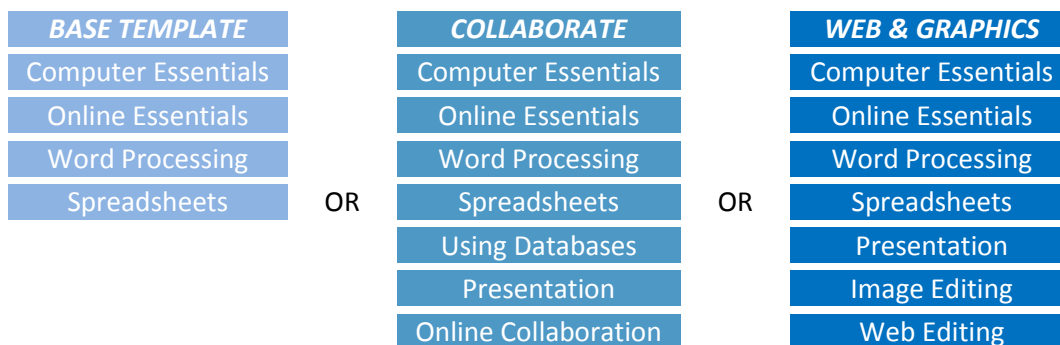 BASE TEMPLATE
Computer Essentials
Online Essentials
Word Processing
Spreadsheets
OR
COLLABORATE
Computer Essentials
Online Essentials
Word Processing
Spreadsheets
Using Databases
Presentation
Online Collaboration
OR
WEB & GRAPHICS
Computer Essentials
Online Essentials
Word Processing
Spreadsheets
Presentation
Image Editing
Web Editing